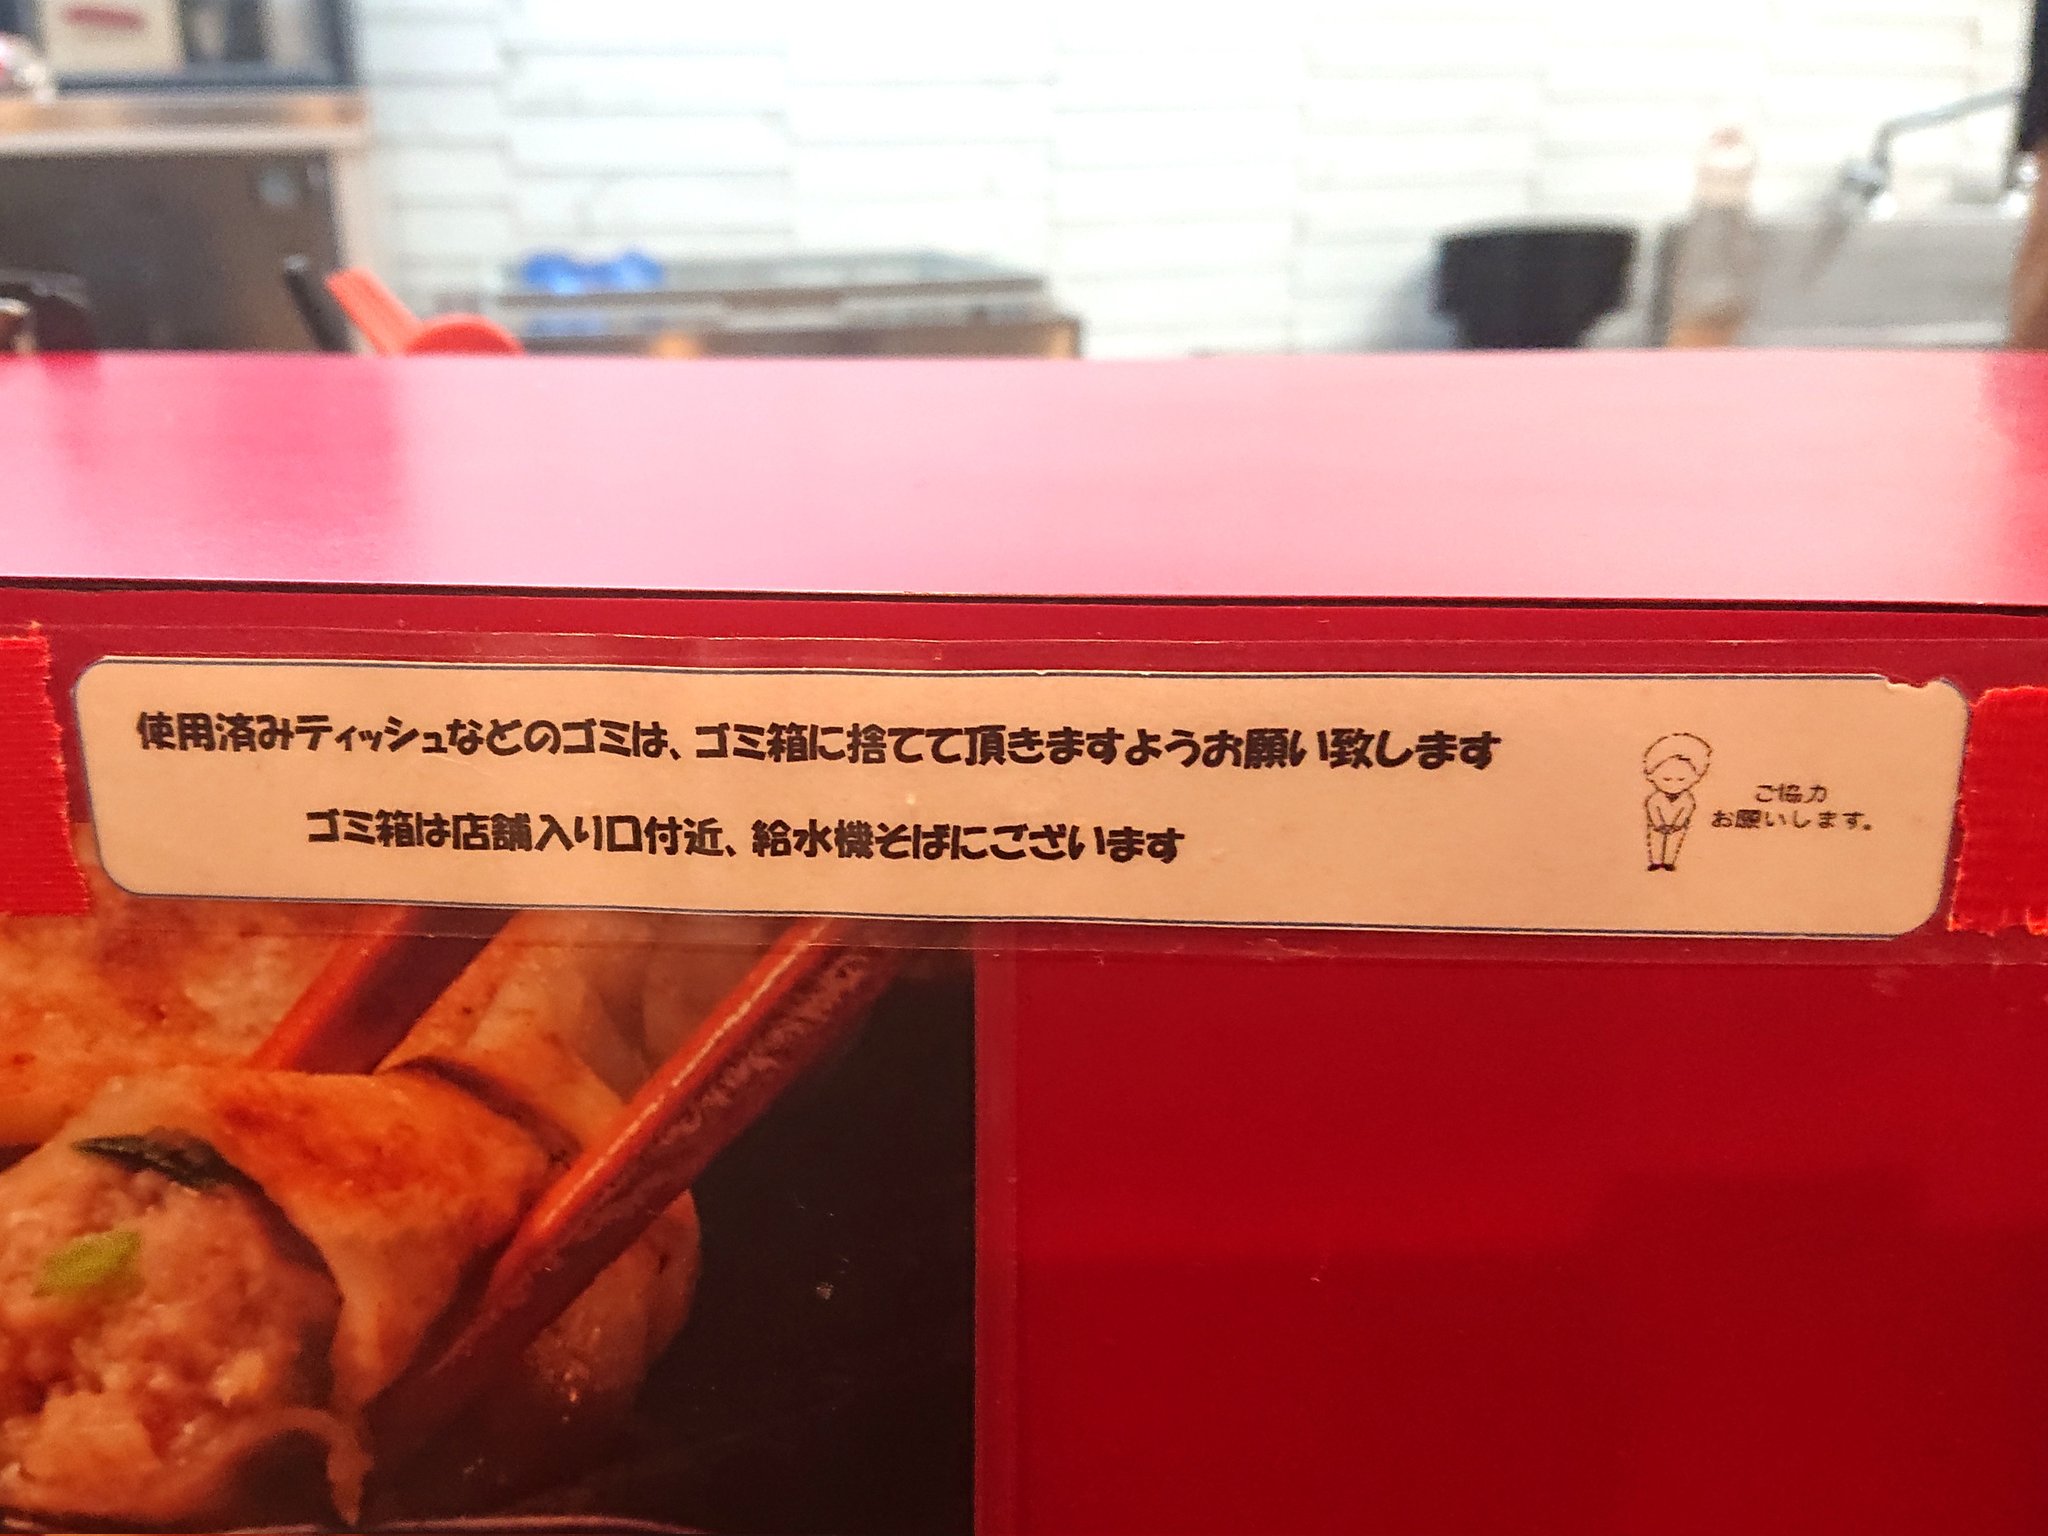 使用済みティッシュなどのゴミは、ゴミ箱に捨てて頂きますようお願い致します
ゴミ箱は店舗入り口付近、給水機そばにございます
ご協力
お願いします。